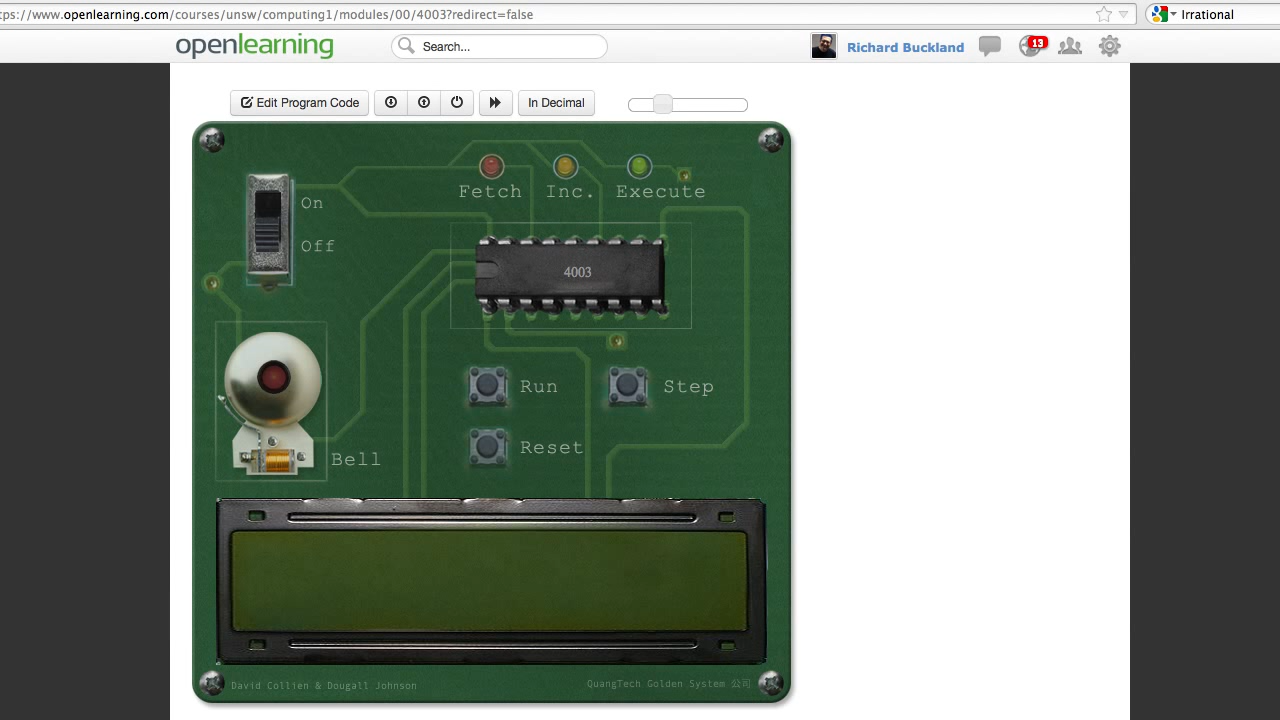 ps://www.openlearning.com/courses/unsw/computing1/modules/00/4003?redirect=false
Irrational
openlearning
Search...
Richard Buckland
13
Edit Program Code
In Decimal
Fetch Inc. Execute
On
Off
4003
Run
Step
Reset
Bell
David Collien & Dougall Johnson
QuangTech Golden System 公司